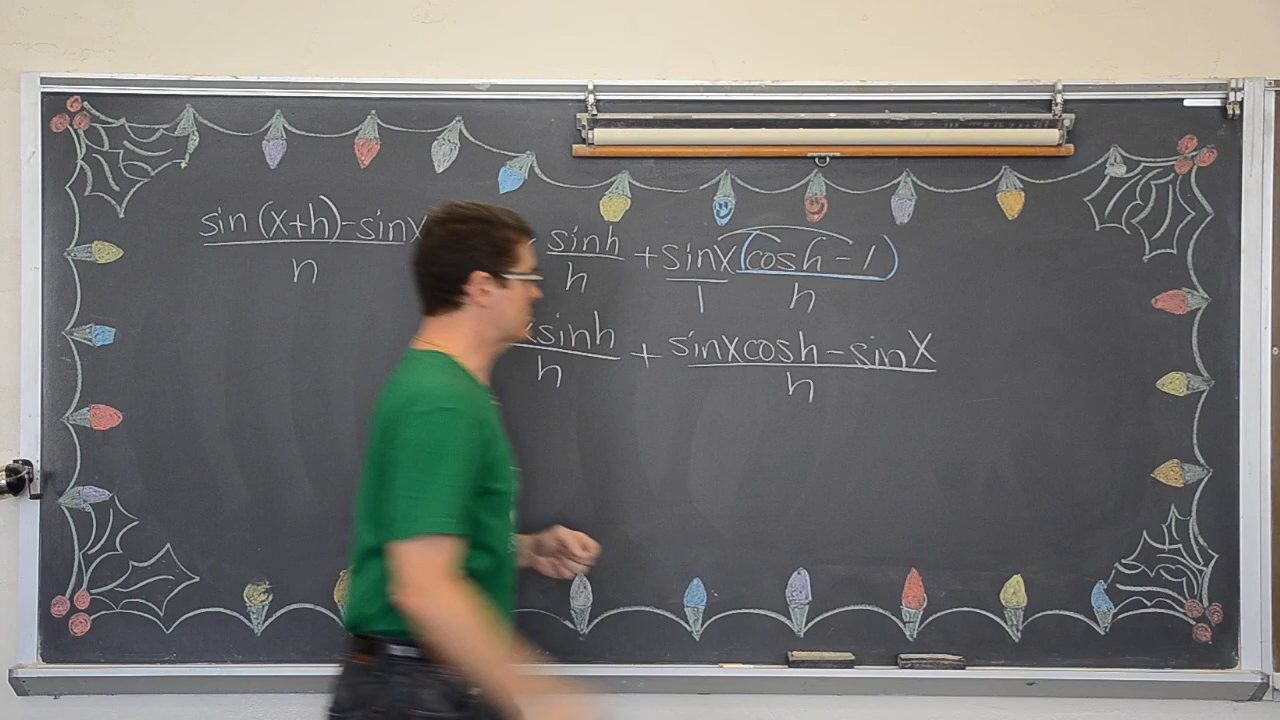 sin(x+h)-sinx sinh/h + sinx/1 (cosh-1)/h
sinh/h + (sinxcosh-sinx)/h